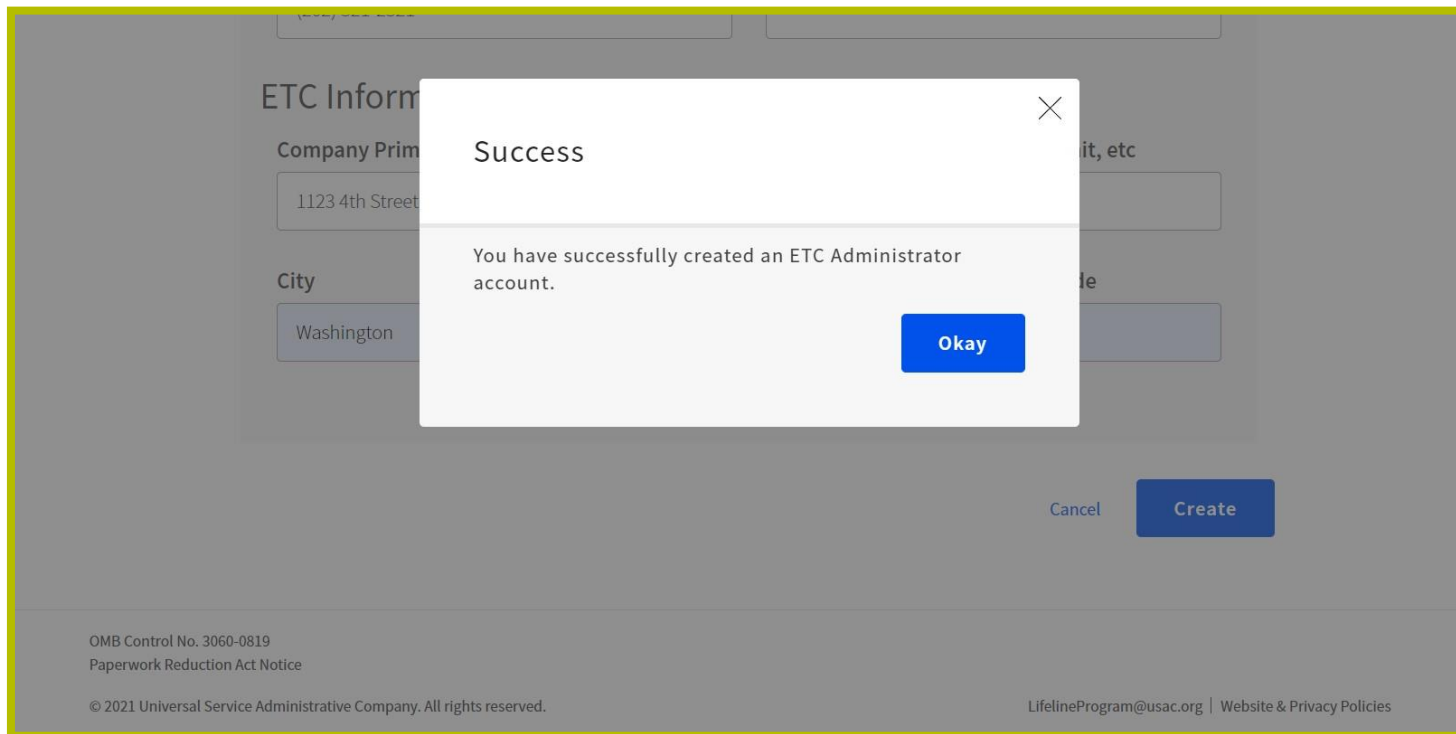 ETC Inform
Company Prim
it, etc
1123 4th Street
City
de
Washington
Success
You have successfully created an ETC Administrator
account.
Okay
Cancel
Create
OMB Control No. 3060-0819
Paperwork Reduction Act Notice
© 2021 Universal Service Administrative Company. All rights reserved.
LifelineProgram@usac.org | Website & Privacy Policies